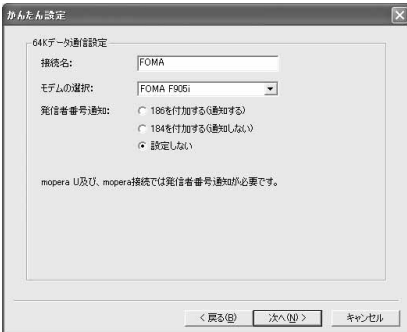 かんたん設定
64Kデータ通信設定
接続名: FOMA
モデムの選択: FOMA F905i
発信者番号通知: 186を付加する(通知する)
184を付加する(通知しない)
設定しない
mopera U及び、mopera接続では発信者番号通知が必要です。
< 戻る(B) 次へ(N) > キャンセル